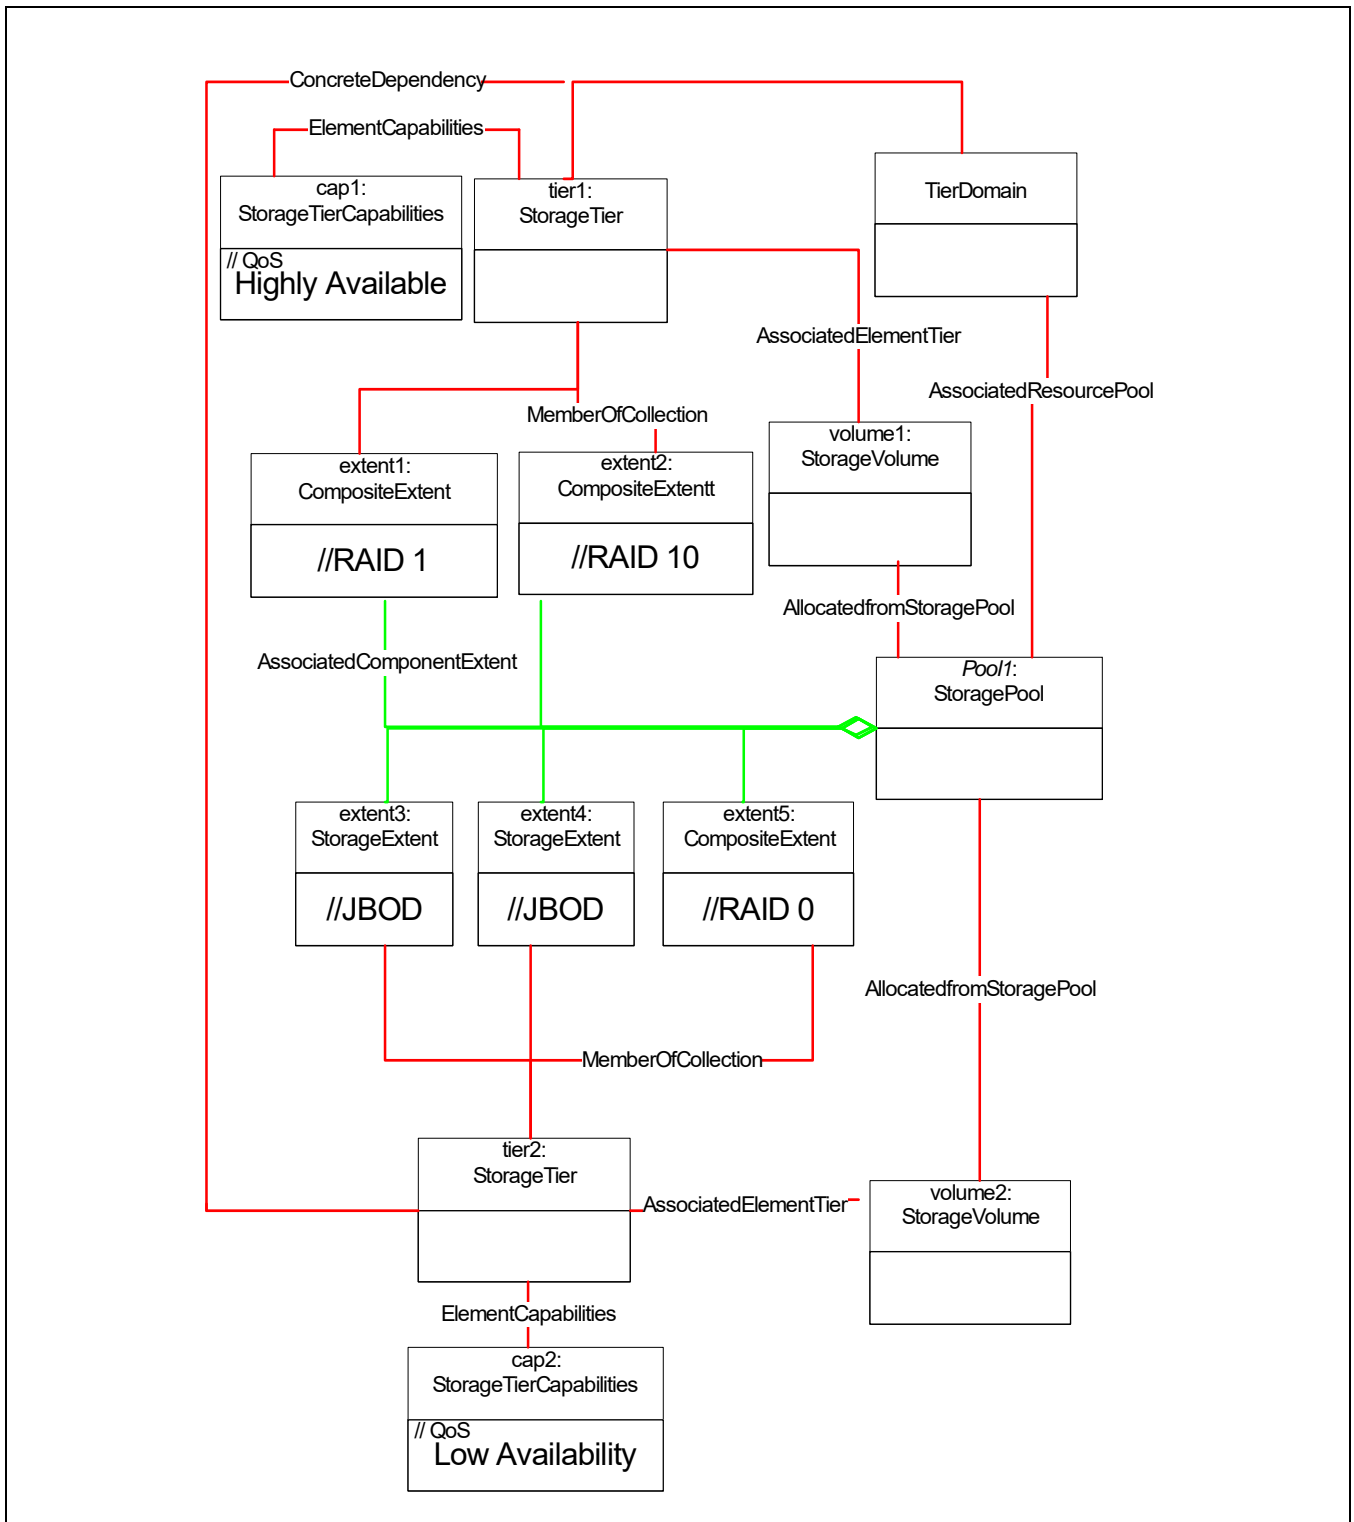 ConcreteDependency
ElementCapabilities
cap1:
StorageTierCapabilities
// QoS
Highly Available
tier1:
StorageTier
TierDomain
AssociatedElementTier
AssociatedResourcePool
MemberOfCollection
extent1:
CompositeExtent
//RAID 1
extent2:
CompositeExtentt
//RAID 10
volume1:
StorageVolume
AllocatedfromStoragePool
AssociatedComponentExtent
Pool1:
StoragePool
extent3:
StorageExtent
//JBOD
extent4:
StorageExtent
//JBOD
extent5:
CompositeExtent
//RAID 0
AllocatedfromStoragePool
MemberOfCollection
tier2:
StorageTier
AssociatedElementTier
volume2:
StorageVolume
ElementCapabilities
cap2:
StorageTierCapabilities
// QoS
Low Availability